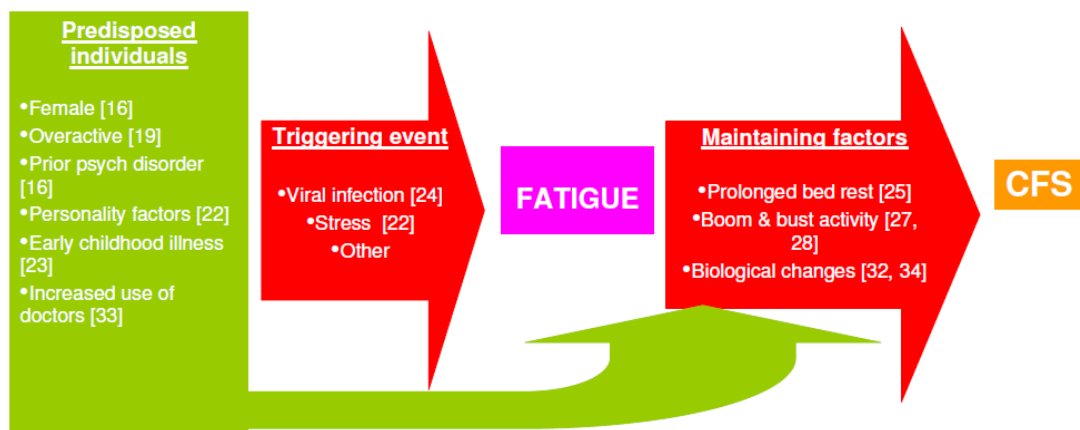 Predisposed
individuals
•Female [16]
•Overactive [19]
•Prior psych disorder
[16]
•Personality factors [22]
•Early childhood illness
[23]
•Increased use of
doctors [33]
Triggering event
•Viral infection [24]
•Stress [22]
•Other
FATIGUE
Maintaining factors
•Prolonged bed rest [25]
•Boom & bust activity [27,
28]
•Biological changes [32, 34]
CFS